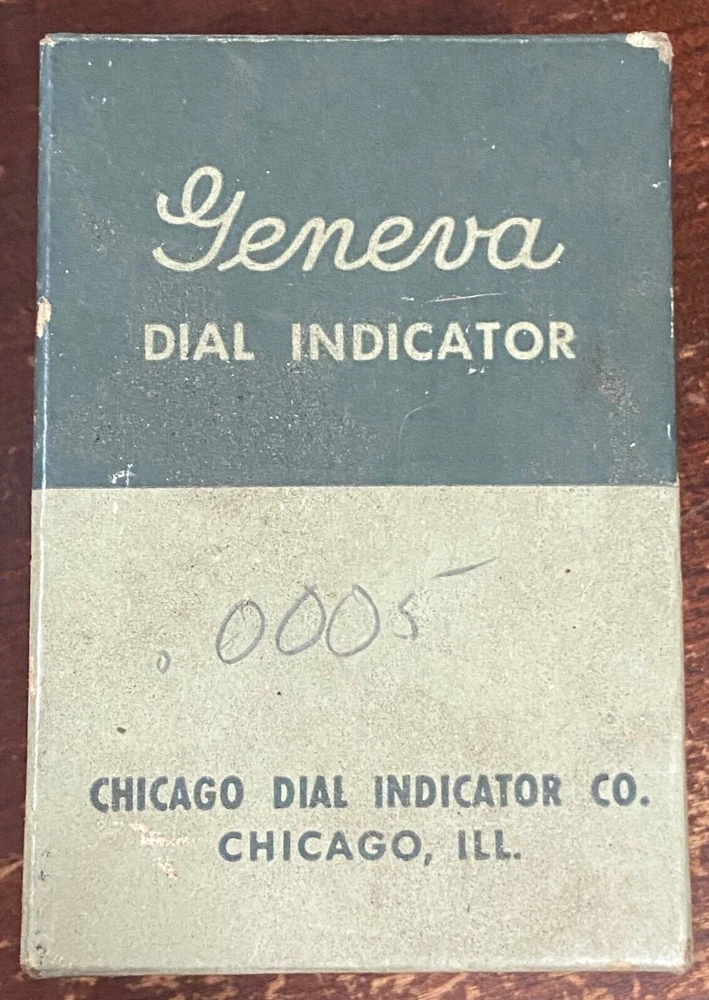 Geneva
DIAL INDICATOR
.0005
CHICAGO DIAL INDICATOR CO.
CHICAGO, ILL.